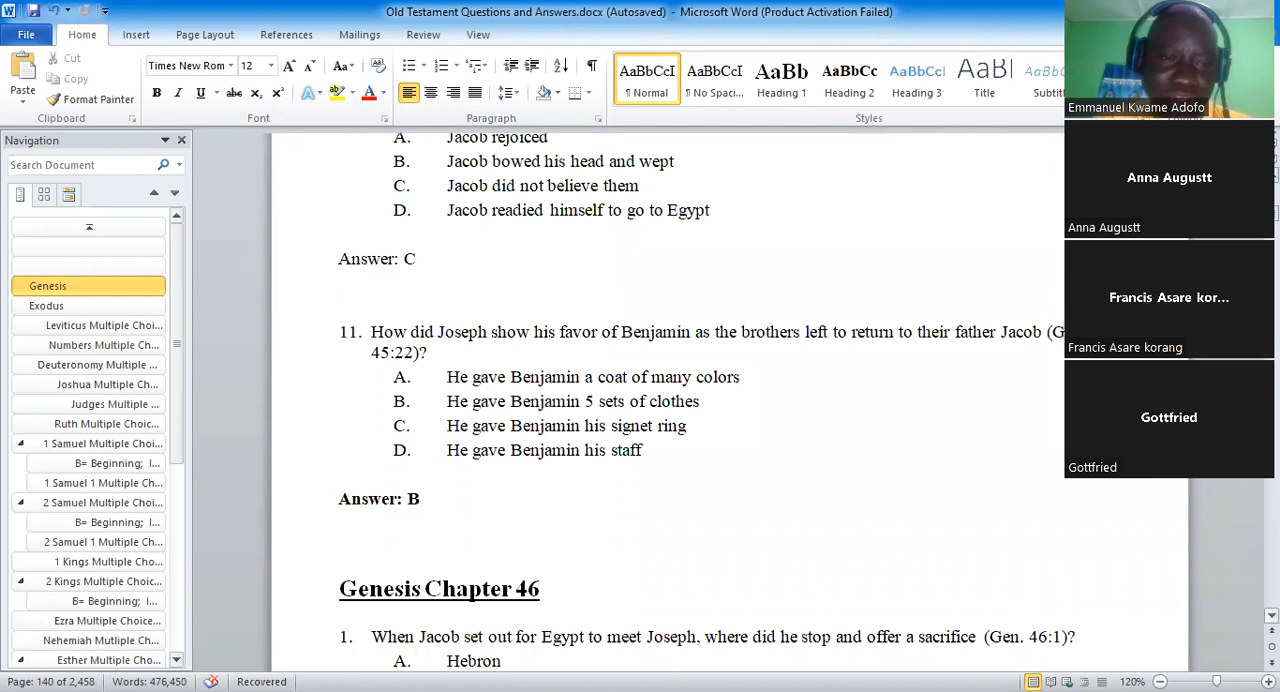 Old Testament Questions and Answers.docx (Autosaved) - Microsoft Word (Product Activation Failed)
File Home Insert Page Layout References Mailings Review View
Paste
Cut
Copy
Format Painter
Clipboard
Times New Rom 12
Font
Paragraph
AaBbCcI AaBbCcI AaBb AaBbCc AaBbCcI AaBl AaBbCc
¶ Normal ¶ No Spaci... Heading 1 Heading 2 Heading 3 Title Subtitl
Styles
Navigation
Search Document
Genesis
Exodus
Leviticus Multiple Choi...
Numbers Multiple Ch...
Deuteronomy Multiple ...
Joshua Multiple Ch...
Judges Multiple ...
Ruth Multiple Choic...
1 Samuel Multiple Choi...
B= Beginning; I...
1 Samuel 1 Multiple Ch...
2 Samuel Multiple Choi...
B= Beginning; I...
2 Samuel 1 Multiple Ch...
1 Kings Multiple Cho...
2 Kings Multiple Choic...
B= Beginning; I...
Ezra Multiple Choice...
Nehemiah Mutliple Ch...
Esther Multiple Cho...
A. Jacob rejoiced
B. Jacob bowed his head and wept
C. Jacob did not believe them
D. Jacob readied himself to go to Egypt
Answer: C
11. How did Joseph show his favor of Benjamin as the brothers left to return to their father Jacob (G
45:22)?
A. He gave Benjamin a coat of many colors
B. He gave Benjamin 5 sets of clothes
C. He gave Benjamin his signet ring
D. He gave Benjamin his staff
Answer: B
Genesis Chapter 46
1. When Jacob set out for Egypt to meet Joseph, where did he stop and offer a sacrifice (Gen. 46:1)?
A. Hebron
Emmanuel Kwame Adofo
Anna Augustt
Anna Augustt
Francis Asare kor...
Francis Asare korang
Gottfried
Gottfried
Page: 140 of 2,458 Words: 476,450 Recovered 120%